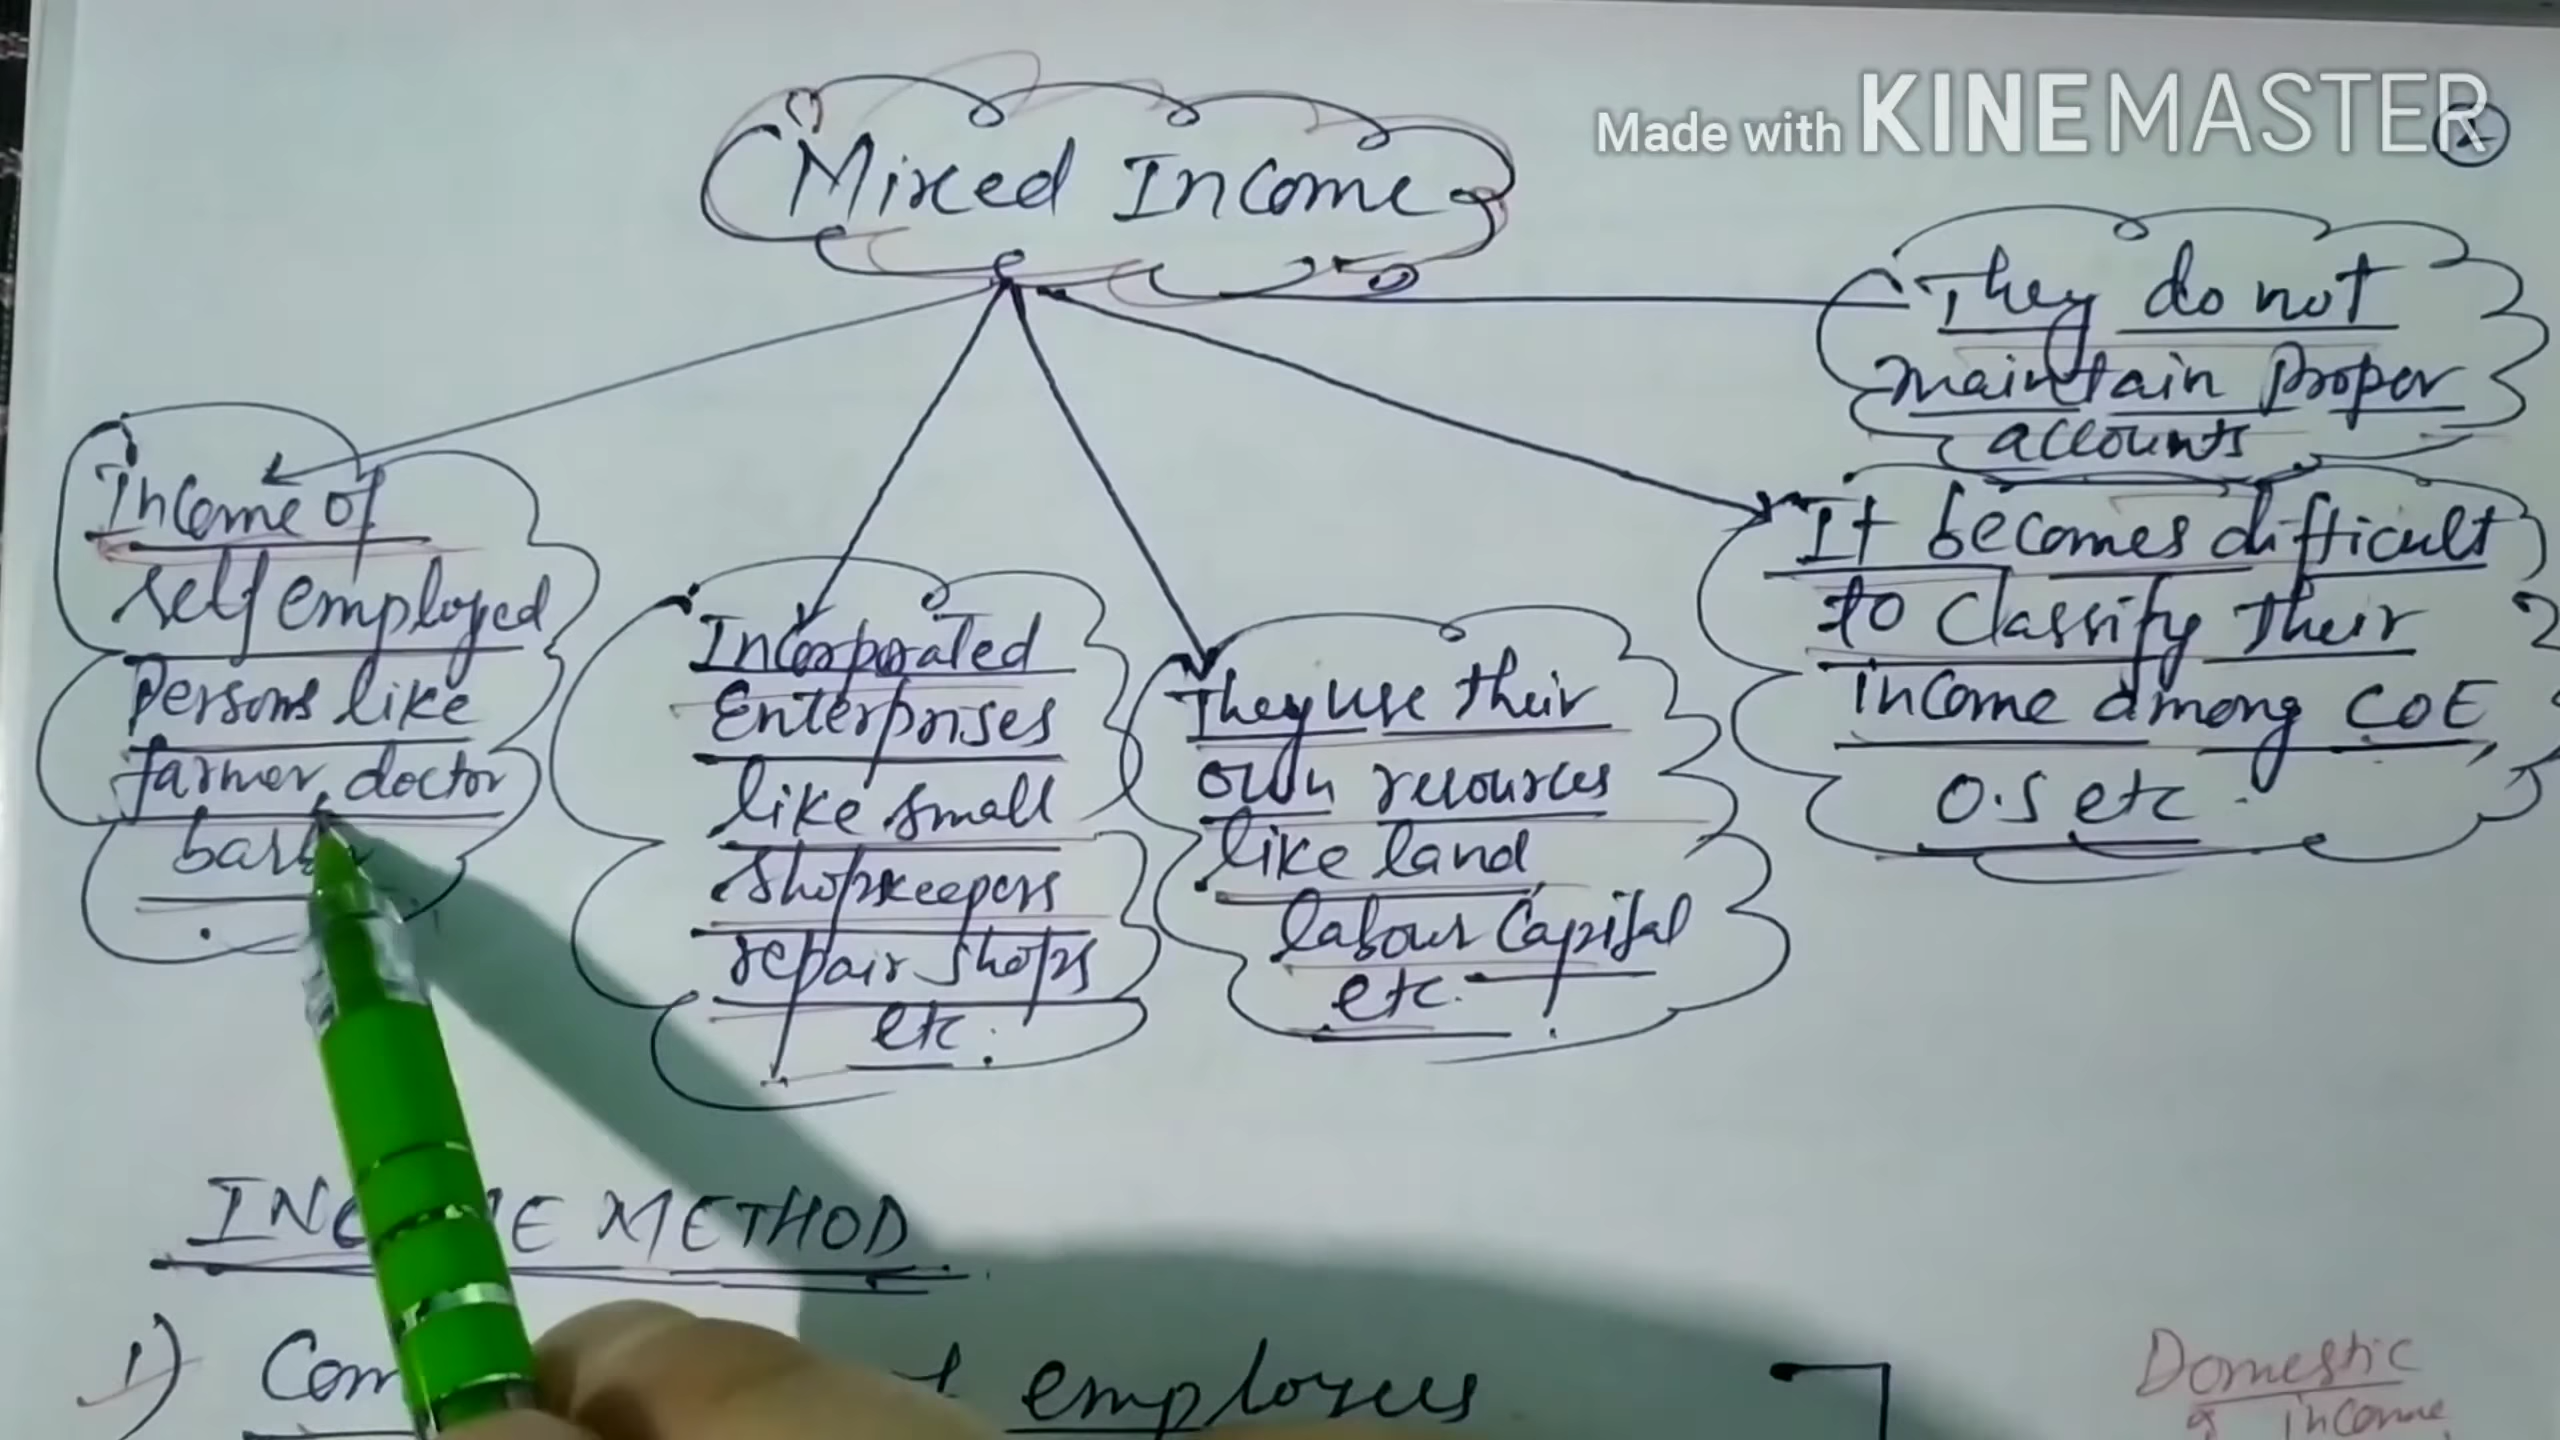 Made with KINEMASTER
2
Mixed Income
They do not
maintain proper
accounts
Income of
self employed
Persons like
farmer, doctor
Incorporated
Enterprises
like small
shopkeepers
repair shops
etc.
They use their
own resources
like land
labour Capital
etc.
It becomes difficult
to classify their
income among COE
O.S etc.
METHOD
1)
employees
Domestic
income